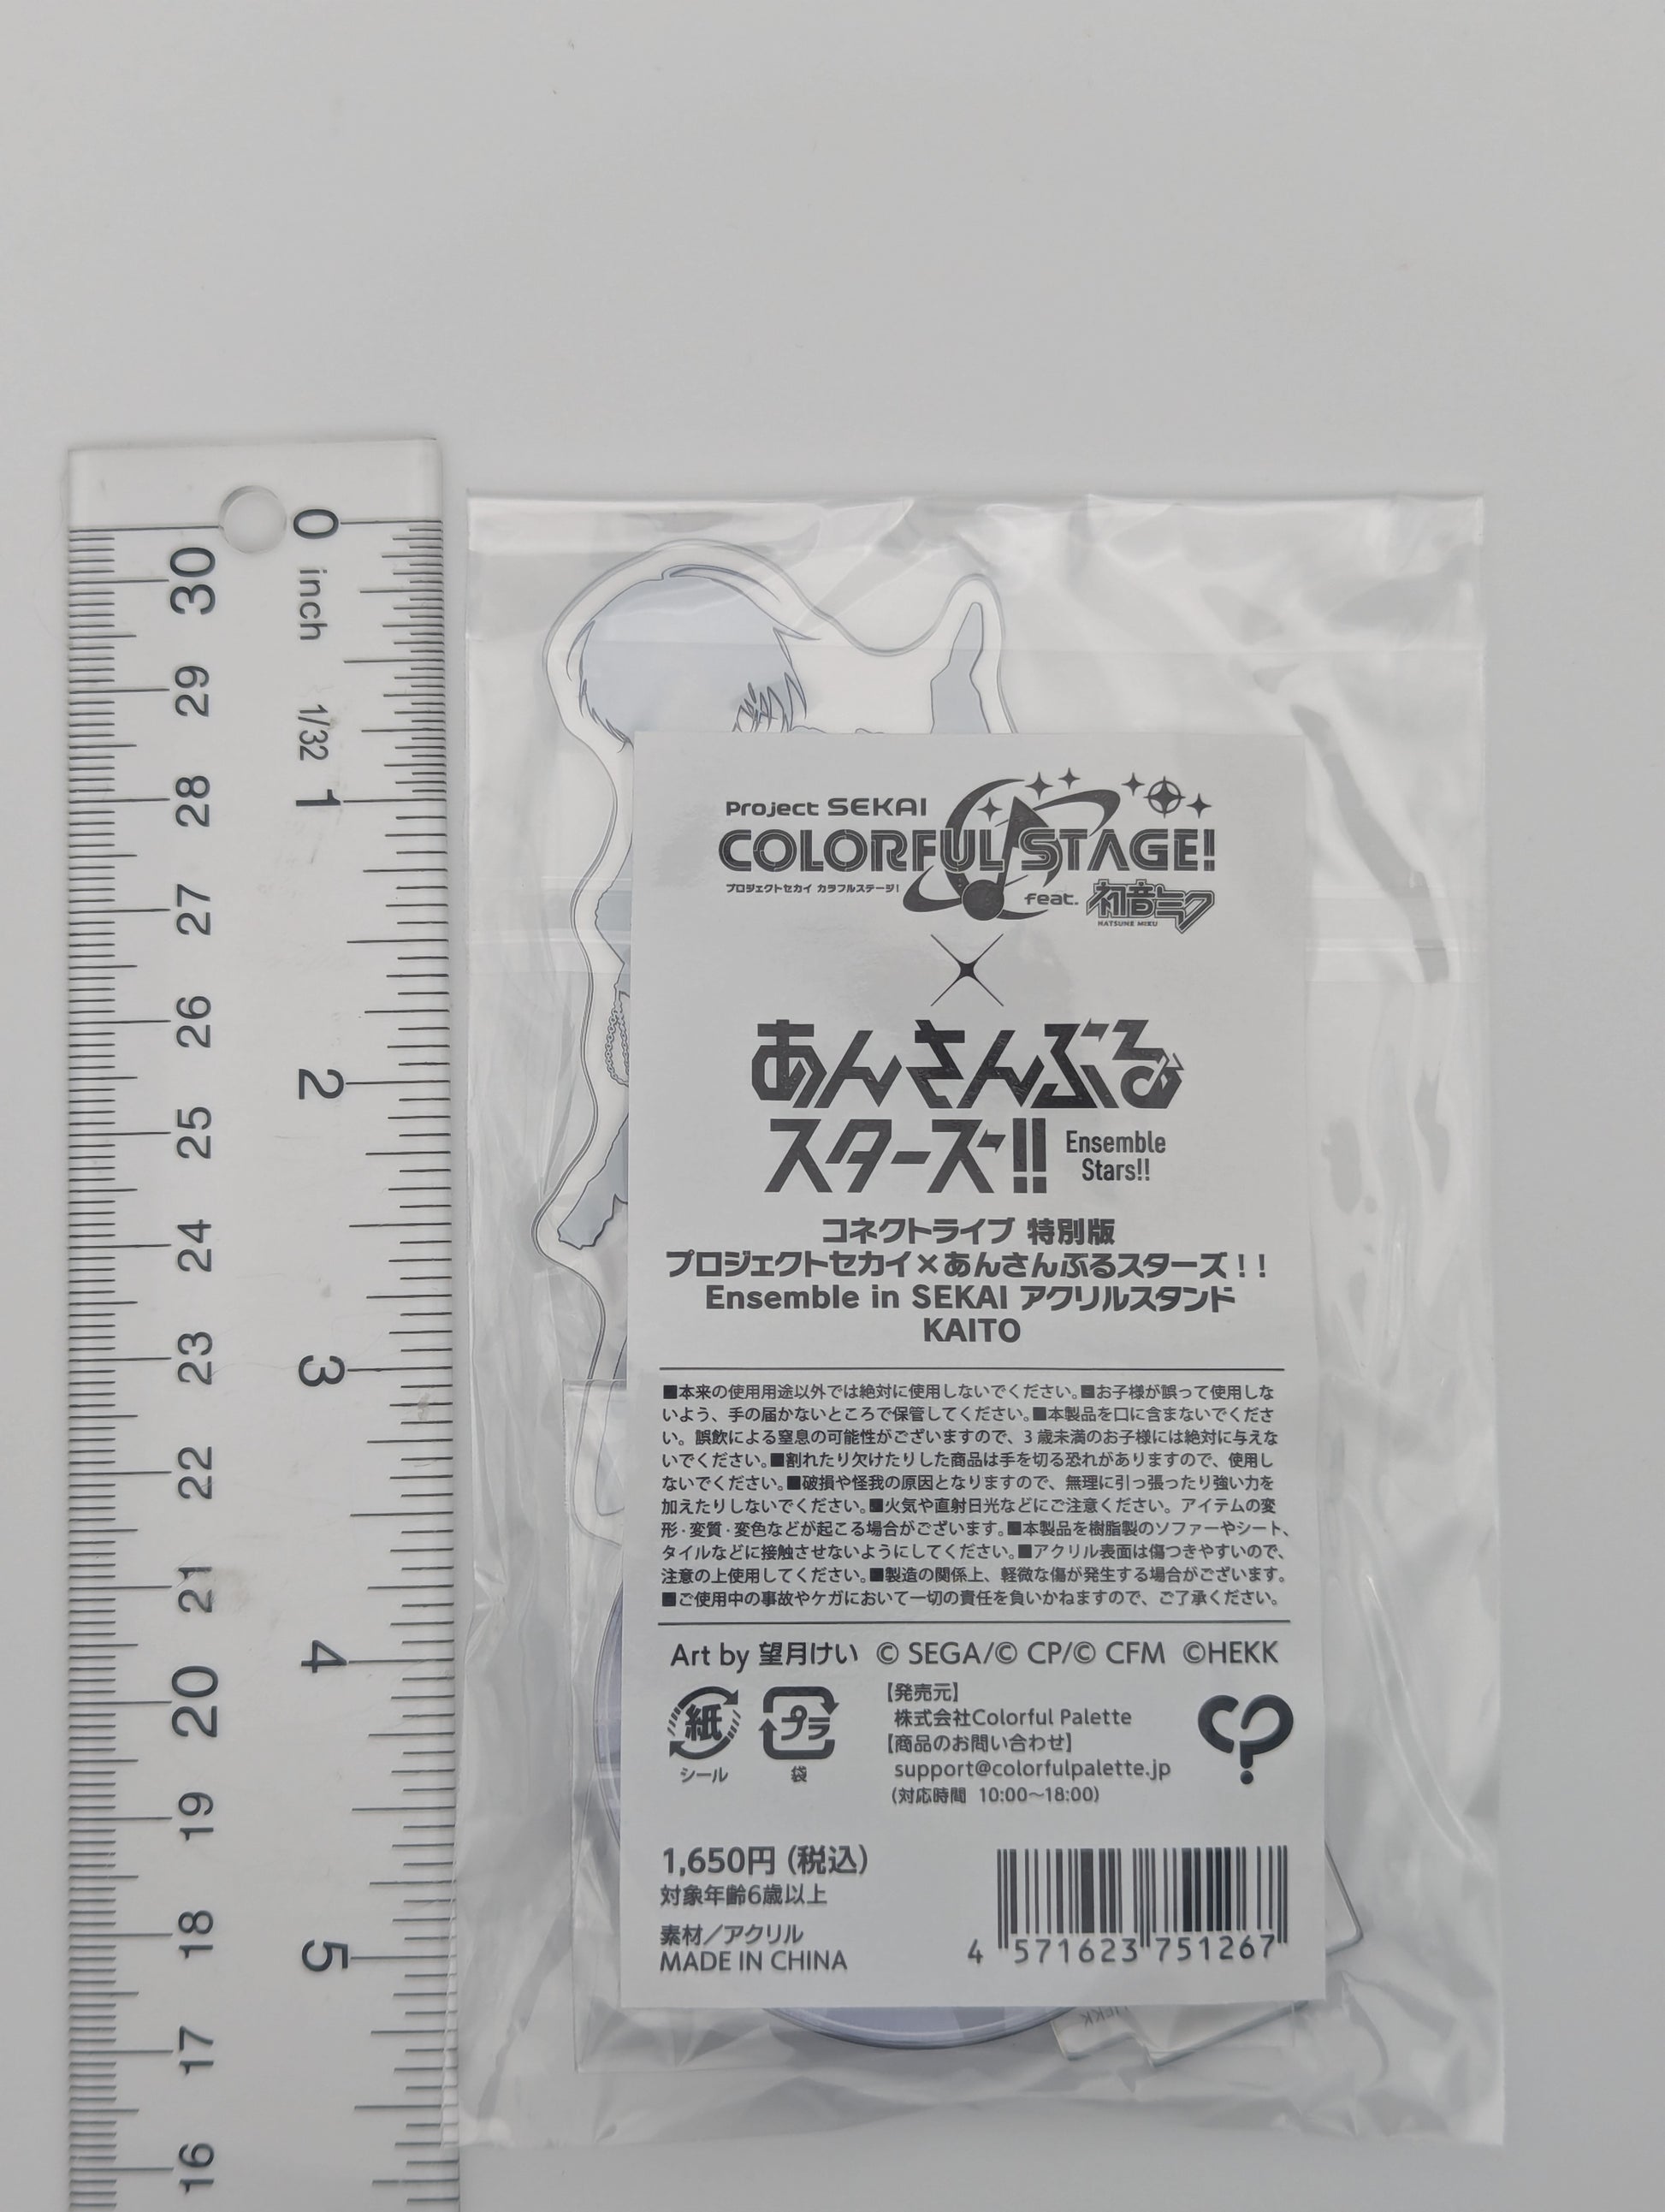 0
inch
1/32
1
2
3
4
5
30
29
28
27
26
25
24
23
22
21
20
19
18
17
16
Project SEKAI
COLORFUL STAGE!
プロジェクトセカイ カラフルステージ!
feat. 初音ミク
HATSUNE MIKU
×
あんさんぶる
スターズ!!
Ensemble
Stars!!
コネクトライブ 特別版
プロジェクトセカイ×あんさんぶるスターズ！！
Ensemble in SEKAI アクリルスタンド
KAITO
■本来の使用用途以外では絶対に使用しないでください。■お子様が誤って使用しな
いよう、手の届かないところで保管してください。■本製品を口に含まないでくださ
い。誤飲による窒息の可能性がございますので、3歳未満のお子様には絶対に与えな
いでください。■割れたり欠けたりした商品は手を切る恐れがありますので、使用し
ないでください。■破損や怪我の原因となりますので、無理に引っ張ったり強い力を
加えたりしないでください。■火気や直射日光などにご注意ください。アイテムの変
形・変質・変色などが起こる場合がございます。■本製品を樹脂製のソファーやシート、
タイルなどに接触させないようにしてください。■アクリル表面は傷つきやすいので、
注意の上使用してください。■製造の関係上、軽微な傷が発生する場合がございます。
■ご使用中の事故やケガにおいて一切の責任を負いかねますので、ご了承ください。
Art by 望月けい © SEGA/© CP/© CFM ©HEKK
紙
シール
プラ
袋
【発売元】
株式会社Colorful Palette
【商品のお問い合わせ】
support@colorfulpalette.jp
(対応時間 10:00～18:00)
1,650円（税込）
対象年齢6歳以上
素材／アクリル
MADE IN CHINA
4 571623 751267
HEKK